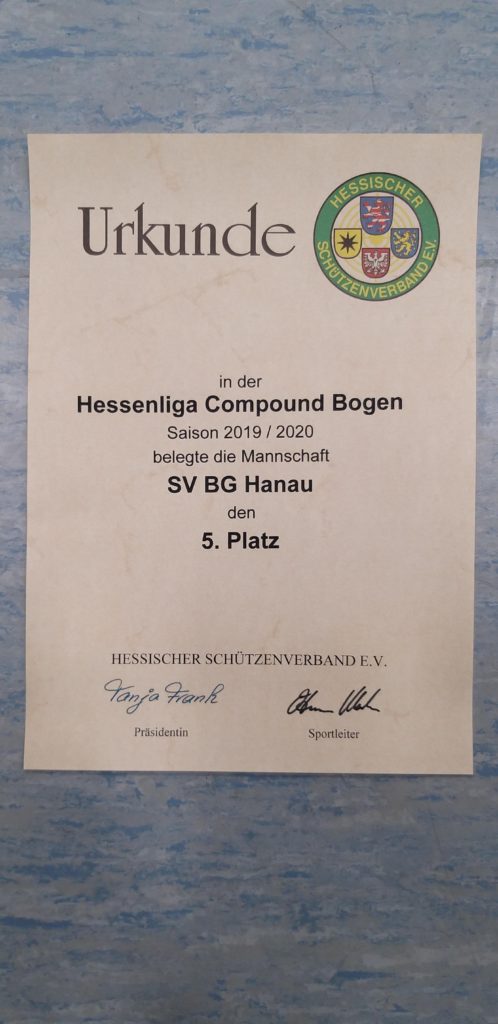 Urkunde
HESSISCHER
SCHÜTZENVERBAND E.V.
in der
Hessenliga Compound Bogen
Saison 2019 / 2020
belegte die Mannschaft
SV BG Hanau
den
5. Platz
HESSISCHER SCHÜTZENVERBAND E.V.
Tanja Frank
Präsidentin
Sportleiter